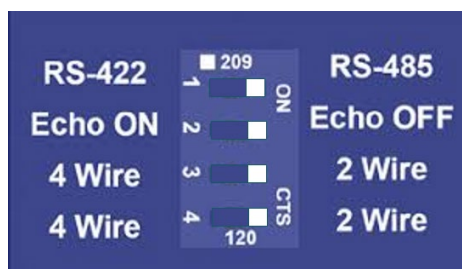 209
RS-422 1 ON RS-485
Echo ON 2 Echo OFF
4 Wire 3 2 Wire
4 Wire 4 CTS 2 Wire
120